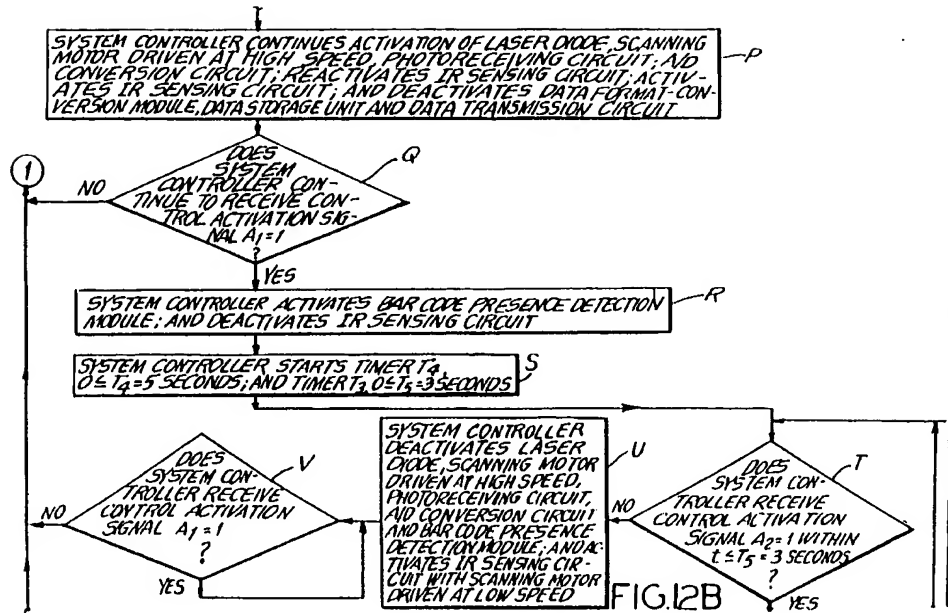 SYSTEM CONTROLLER CONTINUES ACTIVATION OF LASER DIODE, SCANNING
MOTOR DRIVEN AT HIGH SPEED, PHOTORECEIVING CIRCUIT; A/D
CONVERSION CIRCUIT; REACTIVATES IR SENSING CIRCUIT; ACTIV-
ATES IR SENSING CIRCUIT; AND DEACTIVATES DATA FORMAT-CON-
VERSION MODULE, DATA STORAGE UNIT AND DATA TRANSMISSION CIRCUIT
P
DOES
SYSTEM
CONTROLLER CON-
TINUE TO RECEIVE CON-
TROL ACTIVATION SIG-
NAL A1=1
?
Q
1
NO
YES
SYSTEM CONTROLLER ACTIVATES BAR CODE PRESENCE DETECTION
MODULE; AND DEACTIVATES IR SENSING CIRCUIT
R
SYSTEM CONTROLLER STARTS TIMER T4,
0≤T4=5 SECONDS; AND TIMER T3, 0≤T5=3 SECONDS
S
DOES
SYSTEM CON-
TROLLER RECEIVE
CONTROL ACTIVATION
SIGNAL A1=1
?
V
NO
YES
SYSTEM CONTROLLER
DEACTIVATES LASER
DIODE, SCANNING MOTOR
DRIVEN AT HIGH SPEED,
PHOTORECEIVING CIRCUIT,
A/D CONVERSION CIRCUIT
AND BAR CODE PRESENCE
DETECTION MODULE; AND AC-
TIVATES IR SENSING CIR-
CUIT WITH SCANNING MOTOR
DRIVEN AT LOW SPEED
U
NO
DOES
SYSTEM CON-
TROLLER RECEIVE
CONTROL ACTIVATION
SIGNAL A2=1 WITHIN
t≤T5=3 SECONDS
?
T
YES
FIG.12B